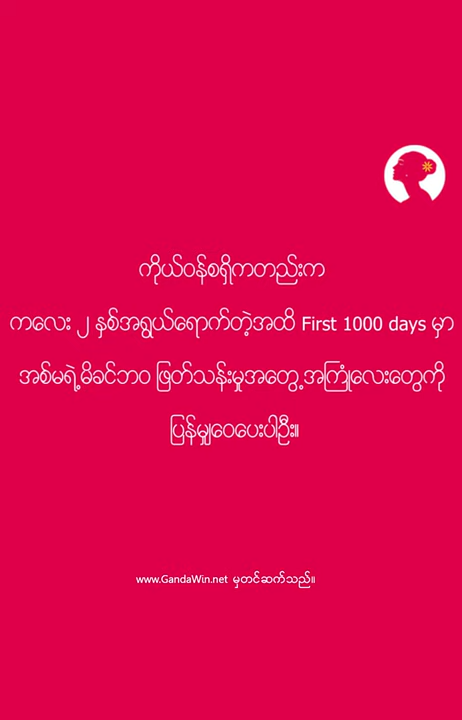 ကိုယ်ဝန်စရှိကတည်းက
ကလေး ၂ နှစ်အရွယ်ရောက်တဲ့အထိ First 1000 days မှာ
အစ်မရဲ့မိခင်ဘဝ ဖြတ်သန်းမှုအတွေ့အကြုံလေးတွေကို
ပြန်မျှဝေပေးပါဦး။
www.GandaWin.net မှတင်ဆက်သည်။